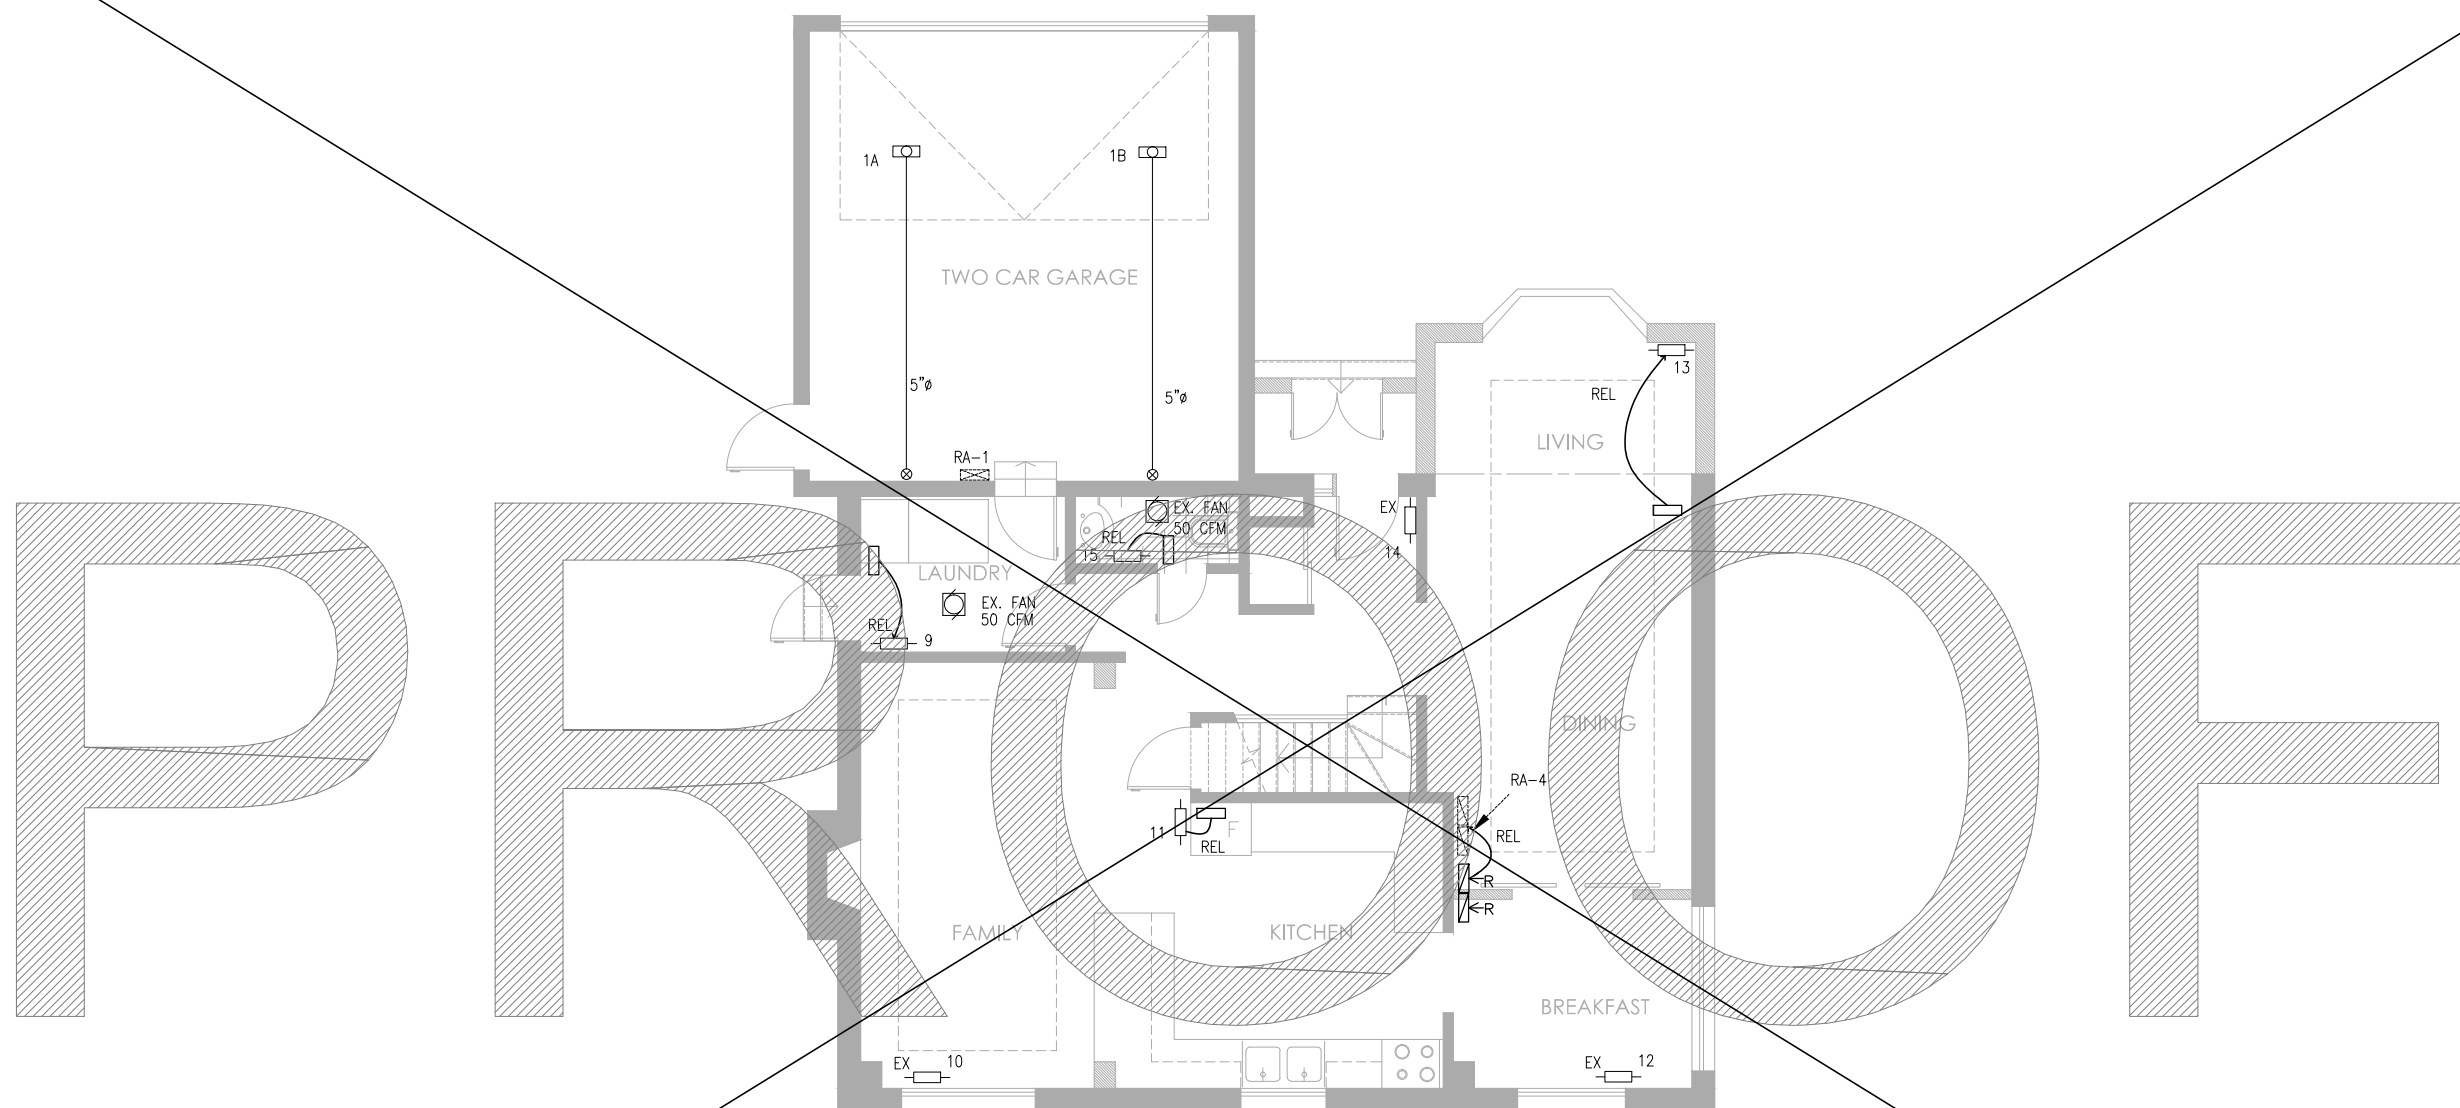 1A
1B
TWO CAR GARAGE
13
5"ø
5"ø
REL
LIVING
RA-1
EX
EX. FAN
50 CFM
REL
15
14
LAUNDRY
EX. FAN
50 CFM
REL
9
PROOF
DINING
RA-4
11
F
REL
REL
R
R
FAMILY
KITCHEN
BREAKFAST
EX
10
EX
12